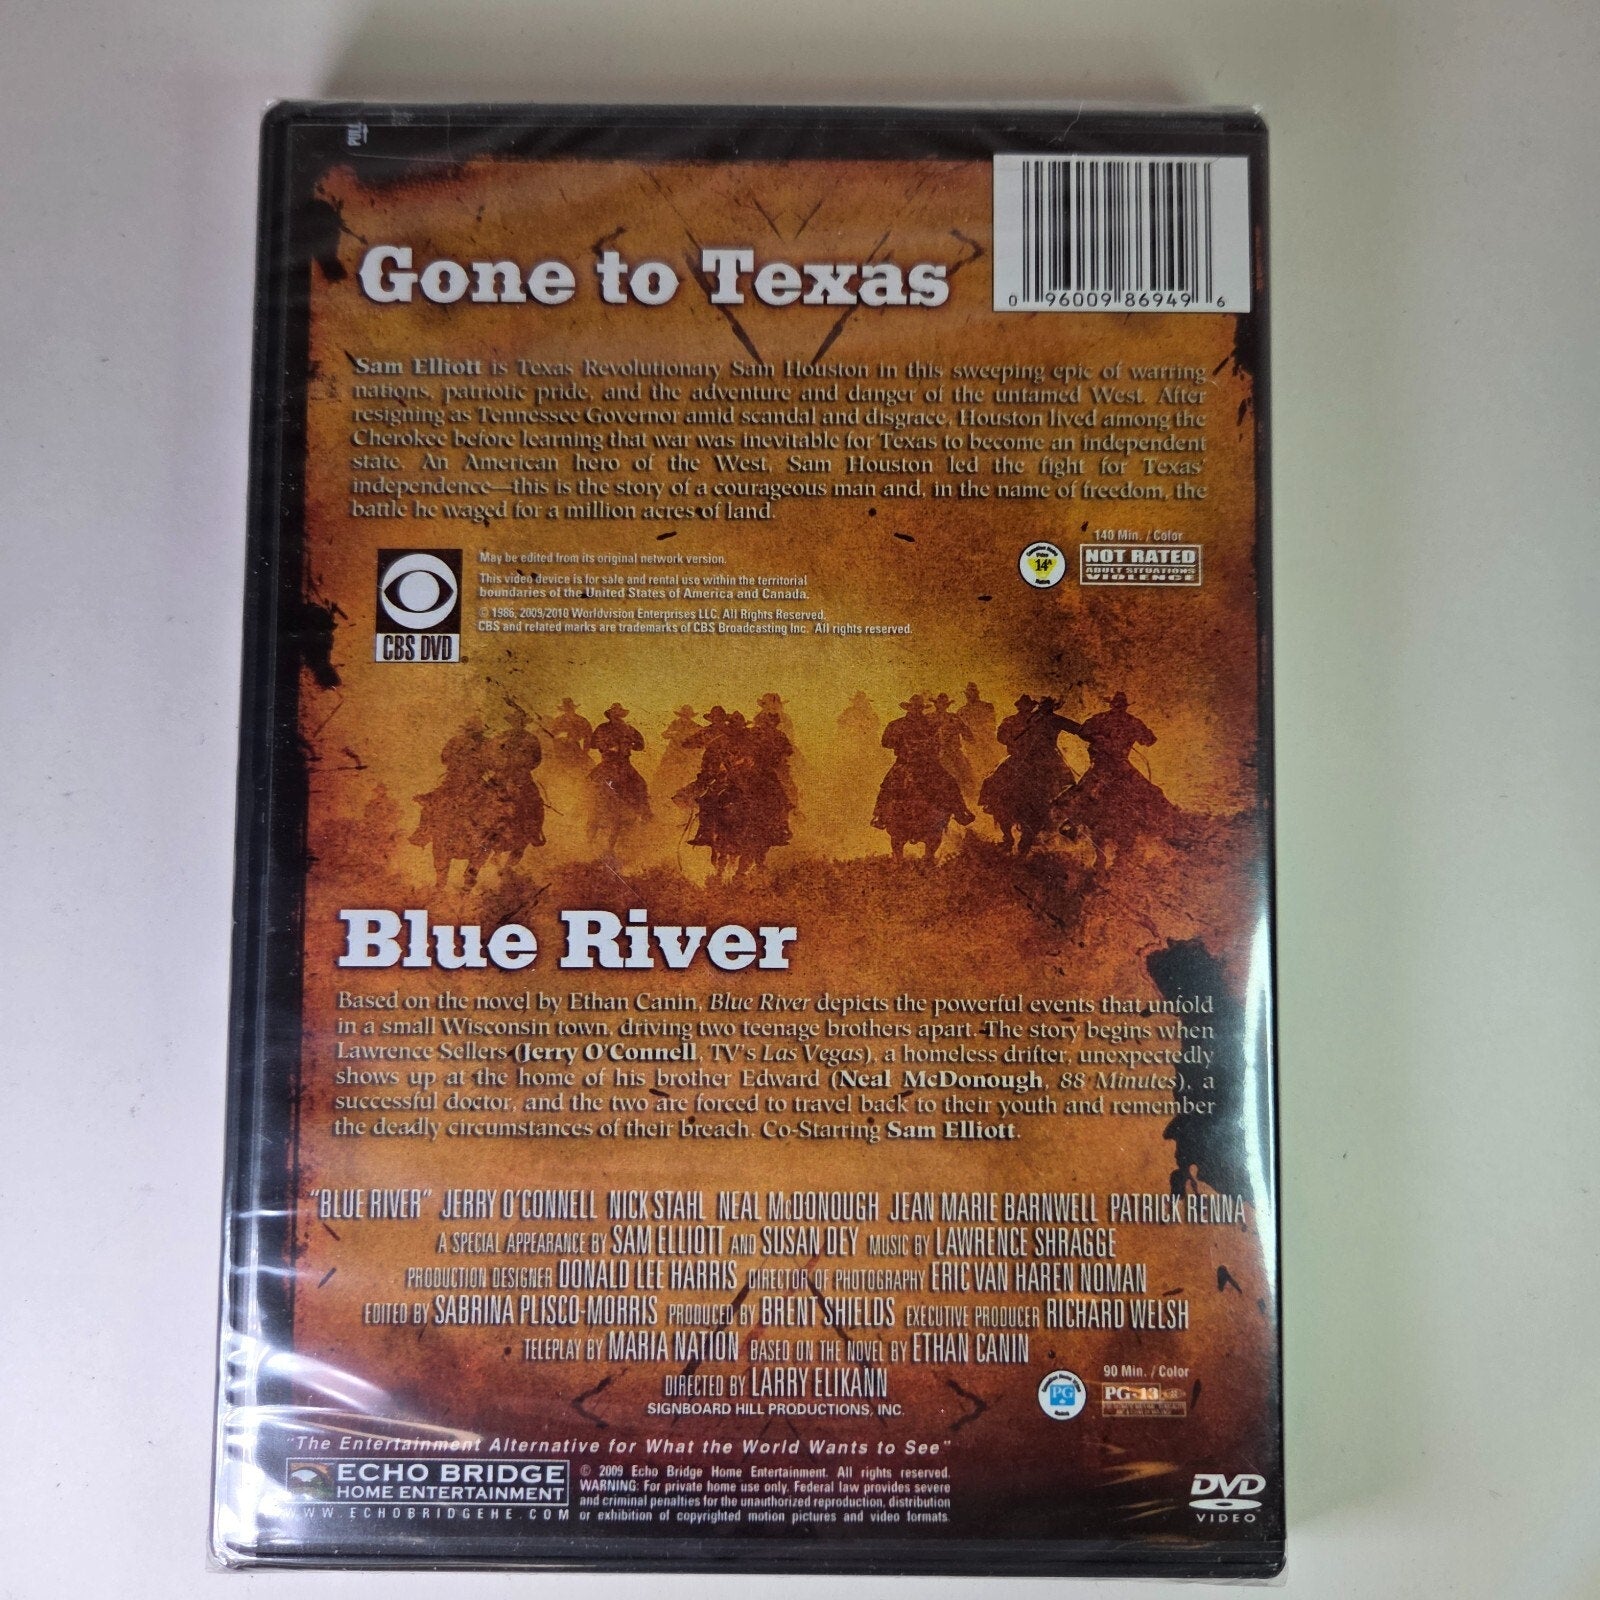 PULL
0 96009 86949 6
Gone to Texas
Sam Elliott is Texas Revolutionary Sam Houston in this sweeping epic of warring
nations, patriotic pride, and the adventure and danger of the untamed West. After
resigning as Tennessee Governor amid scandal and disgrace, Houston lived among the
Cherokee before learning that war was inevitable for Texas to become an independent
state. An American hero of the West, Sam Houston led the fight for Texas'
independence—this is the story of a courageous man and, in the name of freedom, the
battle he waged for a million acres of land.
140 Min. / Color
14A
NOT RATED
ADULT SITUATIONS
VIOLENCE
CBS DVD
May be edited from its original network version.
This video device is for sale and rental use within the territorial
boundaries of the United States of America and Canada.
© 1986, 2009/2010 Worldvision Enterprises LLC. All Rights Reserved.
CBS and related marks are trademarks of CBS Broadcasting Inc. All rights reserved.
Blue River
Based on the novel by Ethan Canin, Blue River depicts the powerful events that unfold
in a small Wisconsin town, driving two teenage brothers apart. The story begins when
Lawrence Sellers (Jerry O'Connell, TV's Las Vegas), a homeless drifter, unexpectedly
shows up at the home of his brother Edward (Neal McDonough, 88 Minutes), a
successful doctor, and the two are forced to travel back to their youth and remember
the deadly circumstances of their breach. Co-Starring Sam Elliott.
"BLUE RIVER" JERRY O'CONNELL NICK STAHL NEAL McDONOUGH JEAN MARIE BARNWELL PATRICK RENNA
A SPECIAL APPEARANCE BY SAM ELLIOTT AND SUSAN DEY MUSIC BY LAWRENCE SHRAGGE
PRODUCTION DESIGNER DONALD LEE HARRIS DIRECTOR OF PHOTOGRAPHY ERIC VAN HAREN NOMAN
EDITED BY SABRINA PLISCO-MORRIS PRODUCED BY BRENT SHIELDS EXECUTIVE PRODUCER RICHARD WELSH
TELEPLAY BY MARIA NATION BASED ON THE NOVEL BY ETHAN CANIN
DIRECTED BY LARRY ELIKANN
SIGNBOARD HILL PRODUCTIONS, INC.
90 Min. / Color
PG
PG-13
"The Entertainment Alternative for What the World Wants to See"
ECHO BRIDGE
HOME ENTERTAINMENT
WWW.ECHOBRIDGEHE.COM
© 2009 Echo Bridge Home Entertainment. All rights reserved.
WARNING: For private home use only. Federal law provides severe
and criminal penalties for the unauthorized reproduction, distribution
or exhibition of copyrighted motion pictures and video formats.
DVD
VIDEO